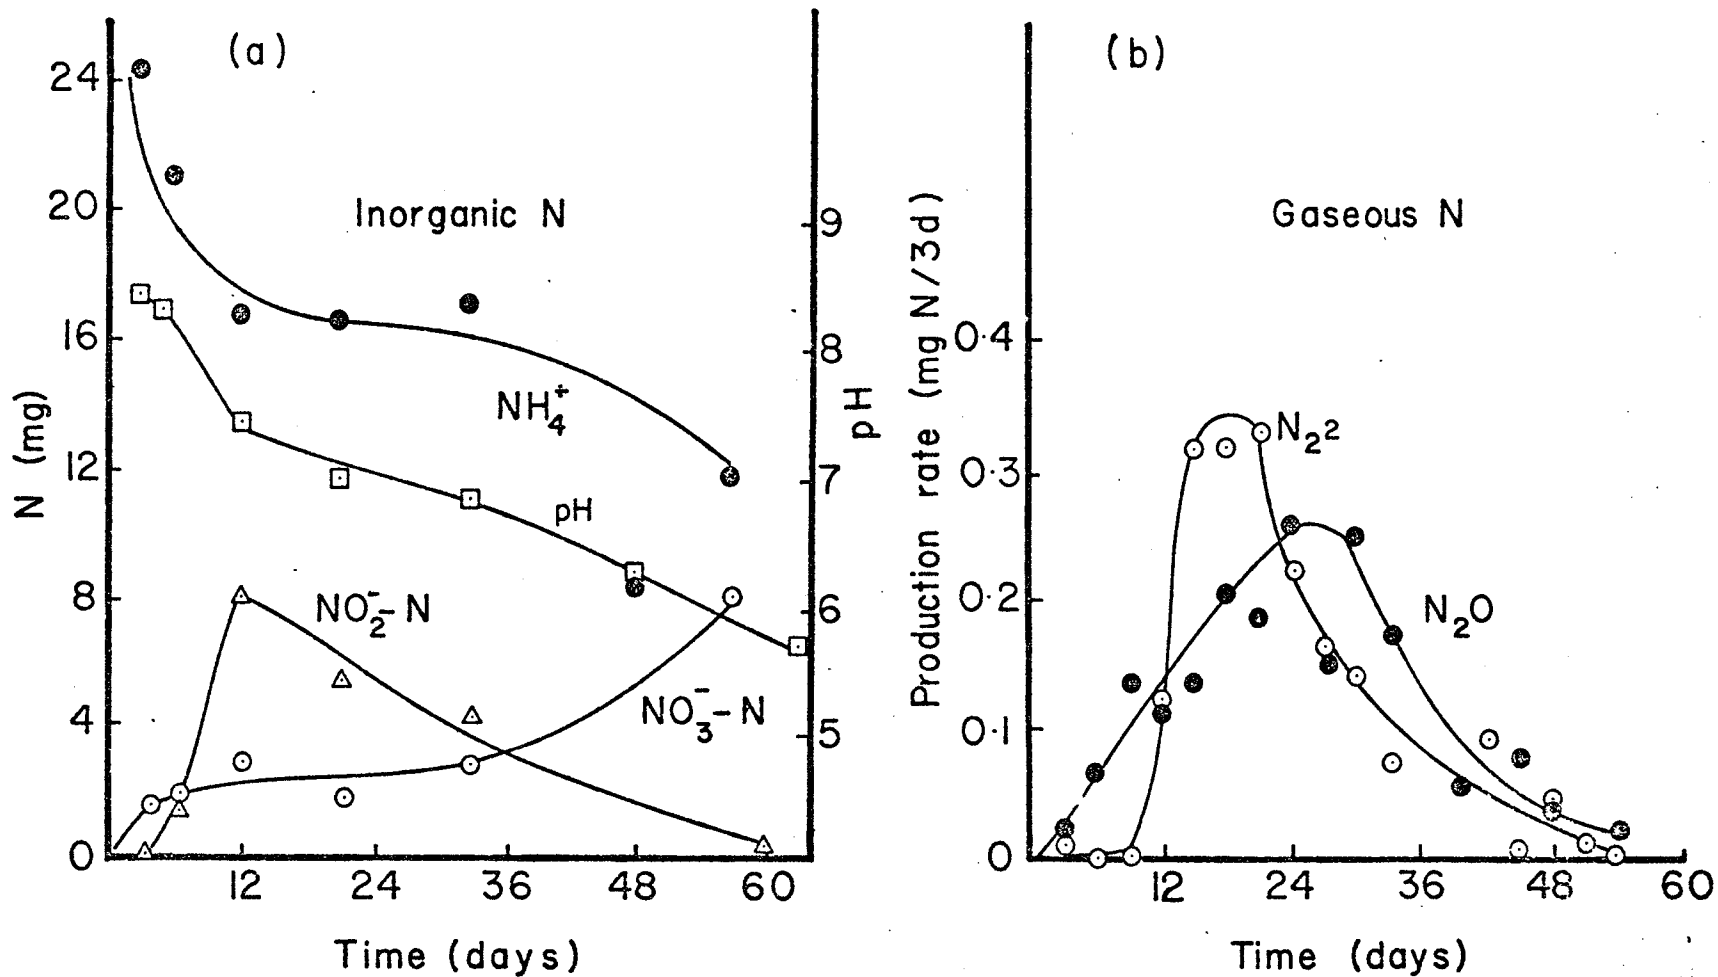 (a)
Inorganic N
24
20
16
12
8
4
0
N (mg)
9
8
7
6
5
pH
NH₄⁺
pH
NO₂⁻-N
NO₃⁻-N
12 24 36 48 60
Time (days)
(b)
Gaseous N
Production rate (mg N/3d)
0·4
0·3
0·2
0·1
0
N₂2
N₂O
12 24 36 48 60
Time (days)